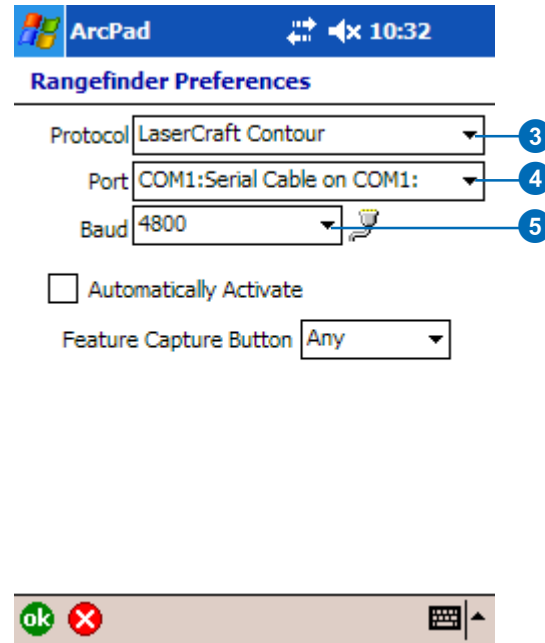 ArcPad 10:32
Rangefinder Preferences
Protocol LaserCraft Contour 3
Port COM1:Serial Cable on COM1: 4
Baud 4800 5
Automatically Activate
Feature Capture Button Any
ok